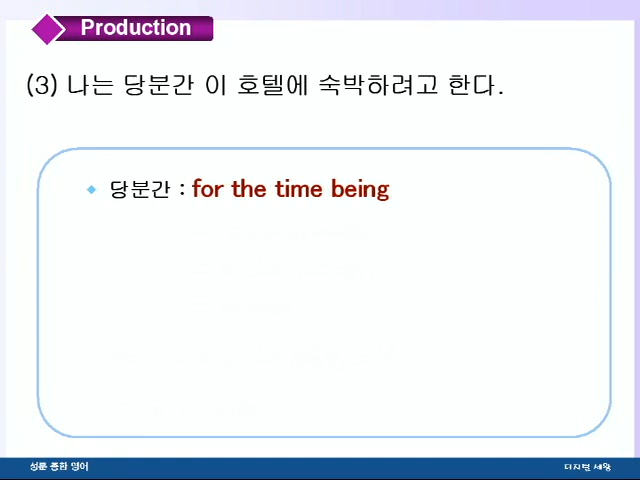 Production
(3) 나는 당분간 이 호텔에 숙박하려고 한다.
당분간 : for the time being
성문 종합 영어
디지털 세왕